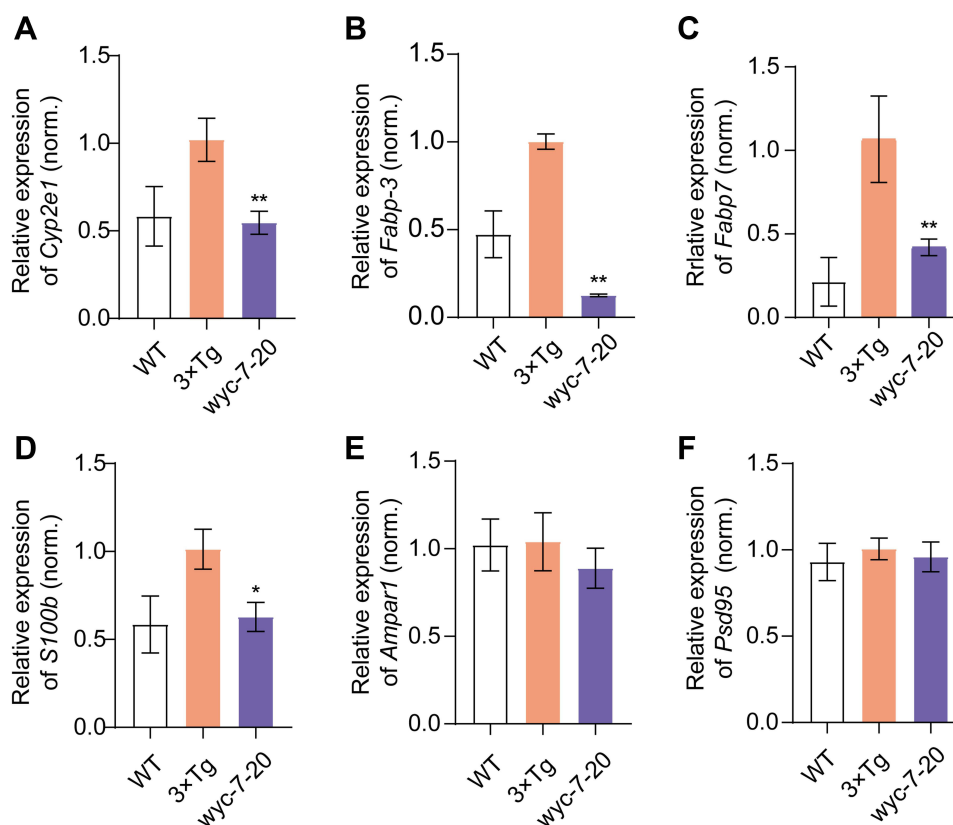 A
Relative expression
of Cyp2e1 (norm.)
1.5
1.0
0.5
0.0
**
WT
3×Tg
wyc-7-20
B
Relative expression
of Fabp-3 (norm.)
1.5
1.0
0.5
0.0
**
WT
3×Tg
wyc-7-20
C
Rrlative expression
of Fabp7 (norm.)
1.5
1.0
0.5
0.0
**
WT
3×Tg
wyc-7-20
D
Relative expression
of S100b (norm.)
1.5
1.0
0.5
0.0
*
WT
3×Tg
wyc-7-20
E
Relative expression
of Ampar1 (norm.)
1.5
1.0
0.5
0.0
WT
3×Tg
wyc-7-20
F
Relative expression
of Psd95 (norm.)
1.5
1.0
0.5
0.0
WT
3×Tg
wyc-7-20